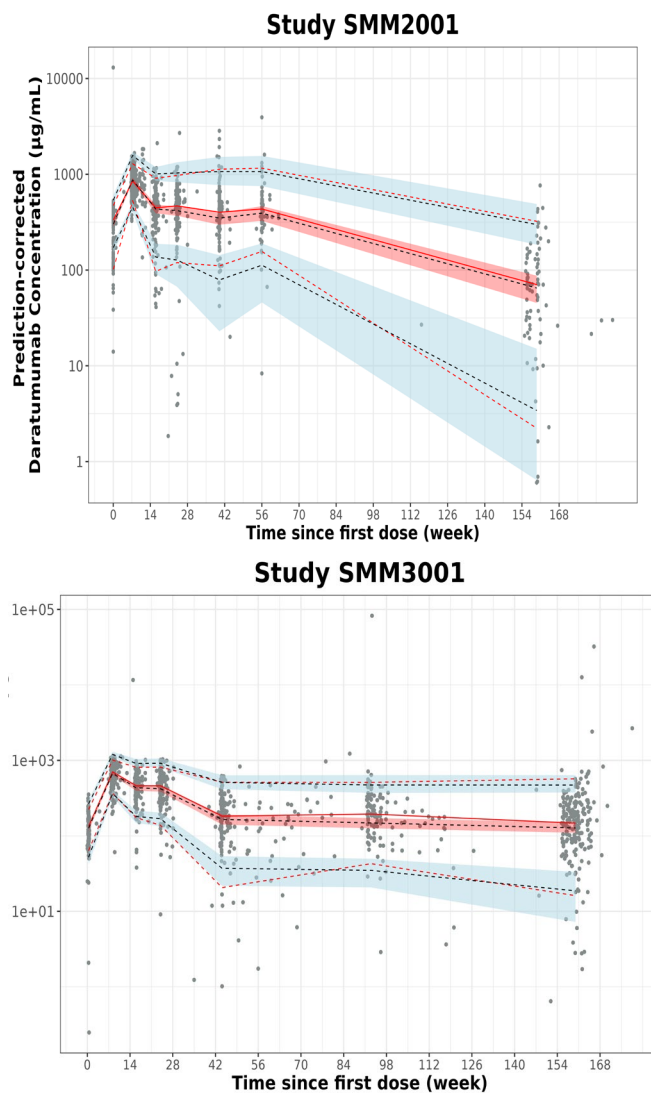 Study SMM2001
Prediction-corrected
Daratumumab Concentration (µg/mL)
10000
1000
100
10
1
0 14 28 42 56 70 84 98 112 126 140 154 168
Time since first dose (week)
Study SMM3001
1e+05
1e+03
1e+01
0 14 28 42 56 70 84 98 112 126 140 154 168
Time since first dose (week)